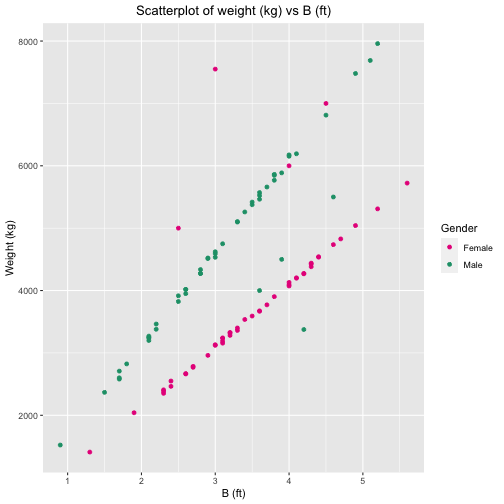 Scatterplot of weight (kg) vs B (ft)
8000
6000
4000
2000
Weight (kg)
1 2 3 4 5
B (ft)
Gender
Female
Male